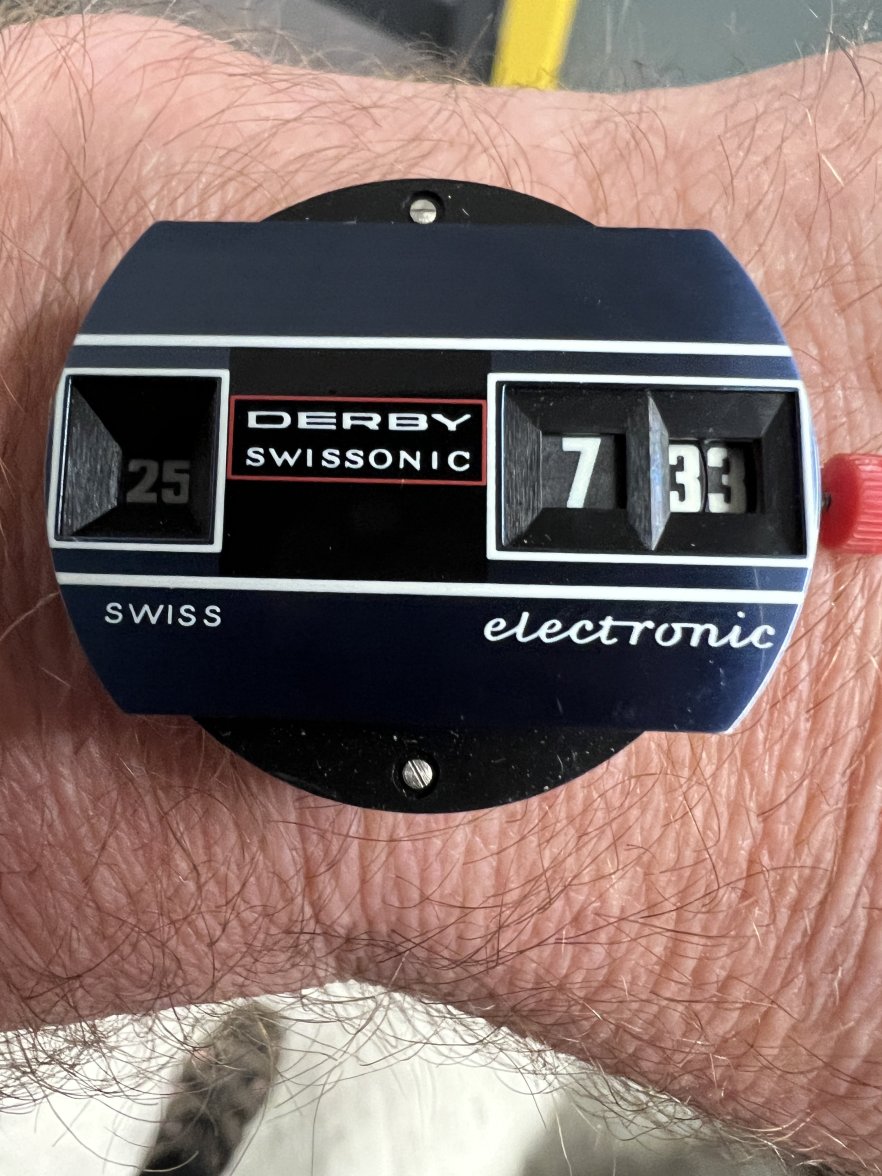 DERBY
SWISSONIC
25
7 33
SWISS
electronic